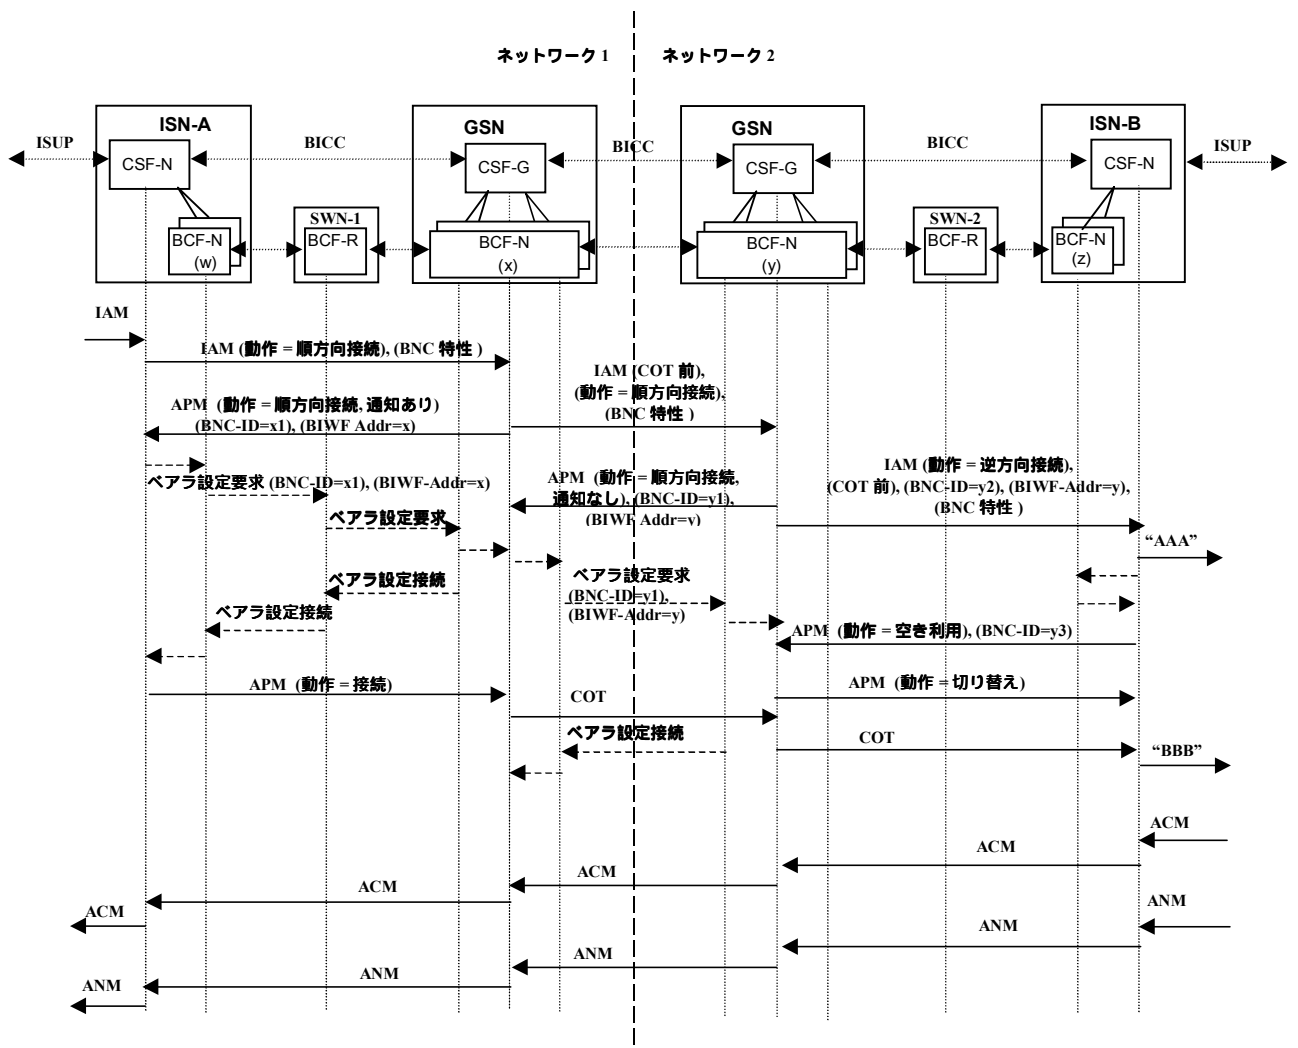 ネットワーク 1
ネットワーク 2
ISN-A
GSN
GSN
ISN-B
ISUP
BICC
BICC
BICC
ISUP
CSF-N
CSF-G
CSF-G
CSF-N
SWN-1
SWN-2
BCF-N
(w)
BCF-R
BCF-N
(x)
BCF-N
(y)
BCF-R
BCF-N
(z)
IAM
IAM (動作 = 順方向接続), (BNC 特性 )
IAM (COT 前),
(動作 = 順方向接続),
(BNC 特性 )
APM (動作 = 順方向接続, 通知あり)
(BNC-ID=x1), (BIWF Addr=x)
ベアラ設定要求 (BNC-ID=x1), (BIWF-Addr=x)
APM (動作 = 順方向接続,
通知なし), (BNC-ID=y1),
(BIWF Addr=y)
IAM (動作 = 逆方向接続),
(COT 前), (BNC-ID=y2), (BIWF-Addr=y),
(BNC 特性 )
ベアラ設定要求
“AAA”
ベアラ設定接続
ベアラ設定要求
(BNC-ID=y1),
(BIWF-Addr=y)
ベアラ設定接続
APM (動作 = 空き利用), (BNC-ID=y3)
APM (動作 = 接続)
COT
APM (動作 = 切り替え)
ベアラ設定接続
COT
“BBB”
ACM
ACM
ACM
ACM
ACM
ANM
ANM
ANM
ANM
ANM